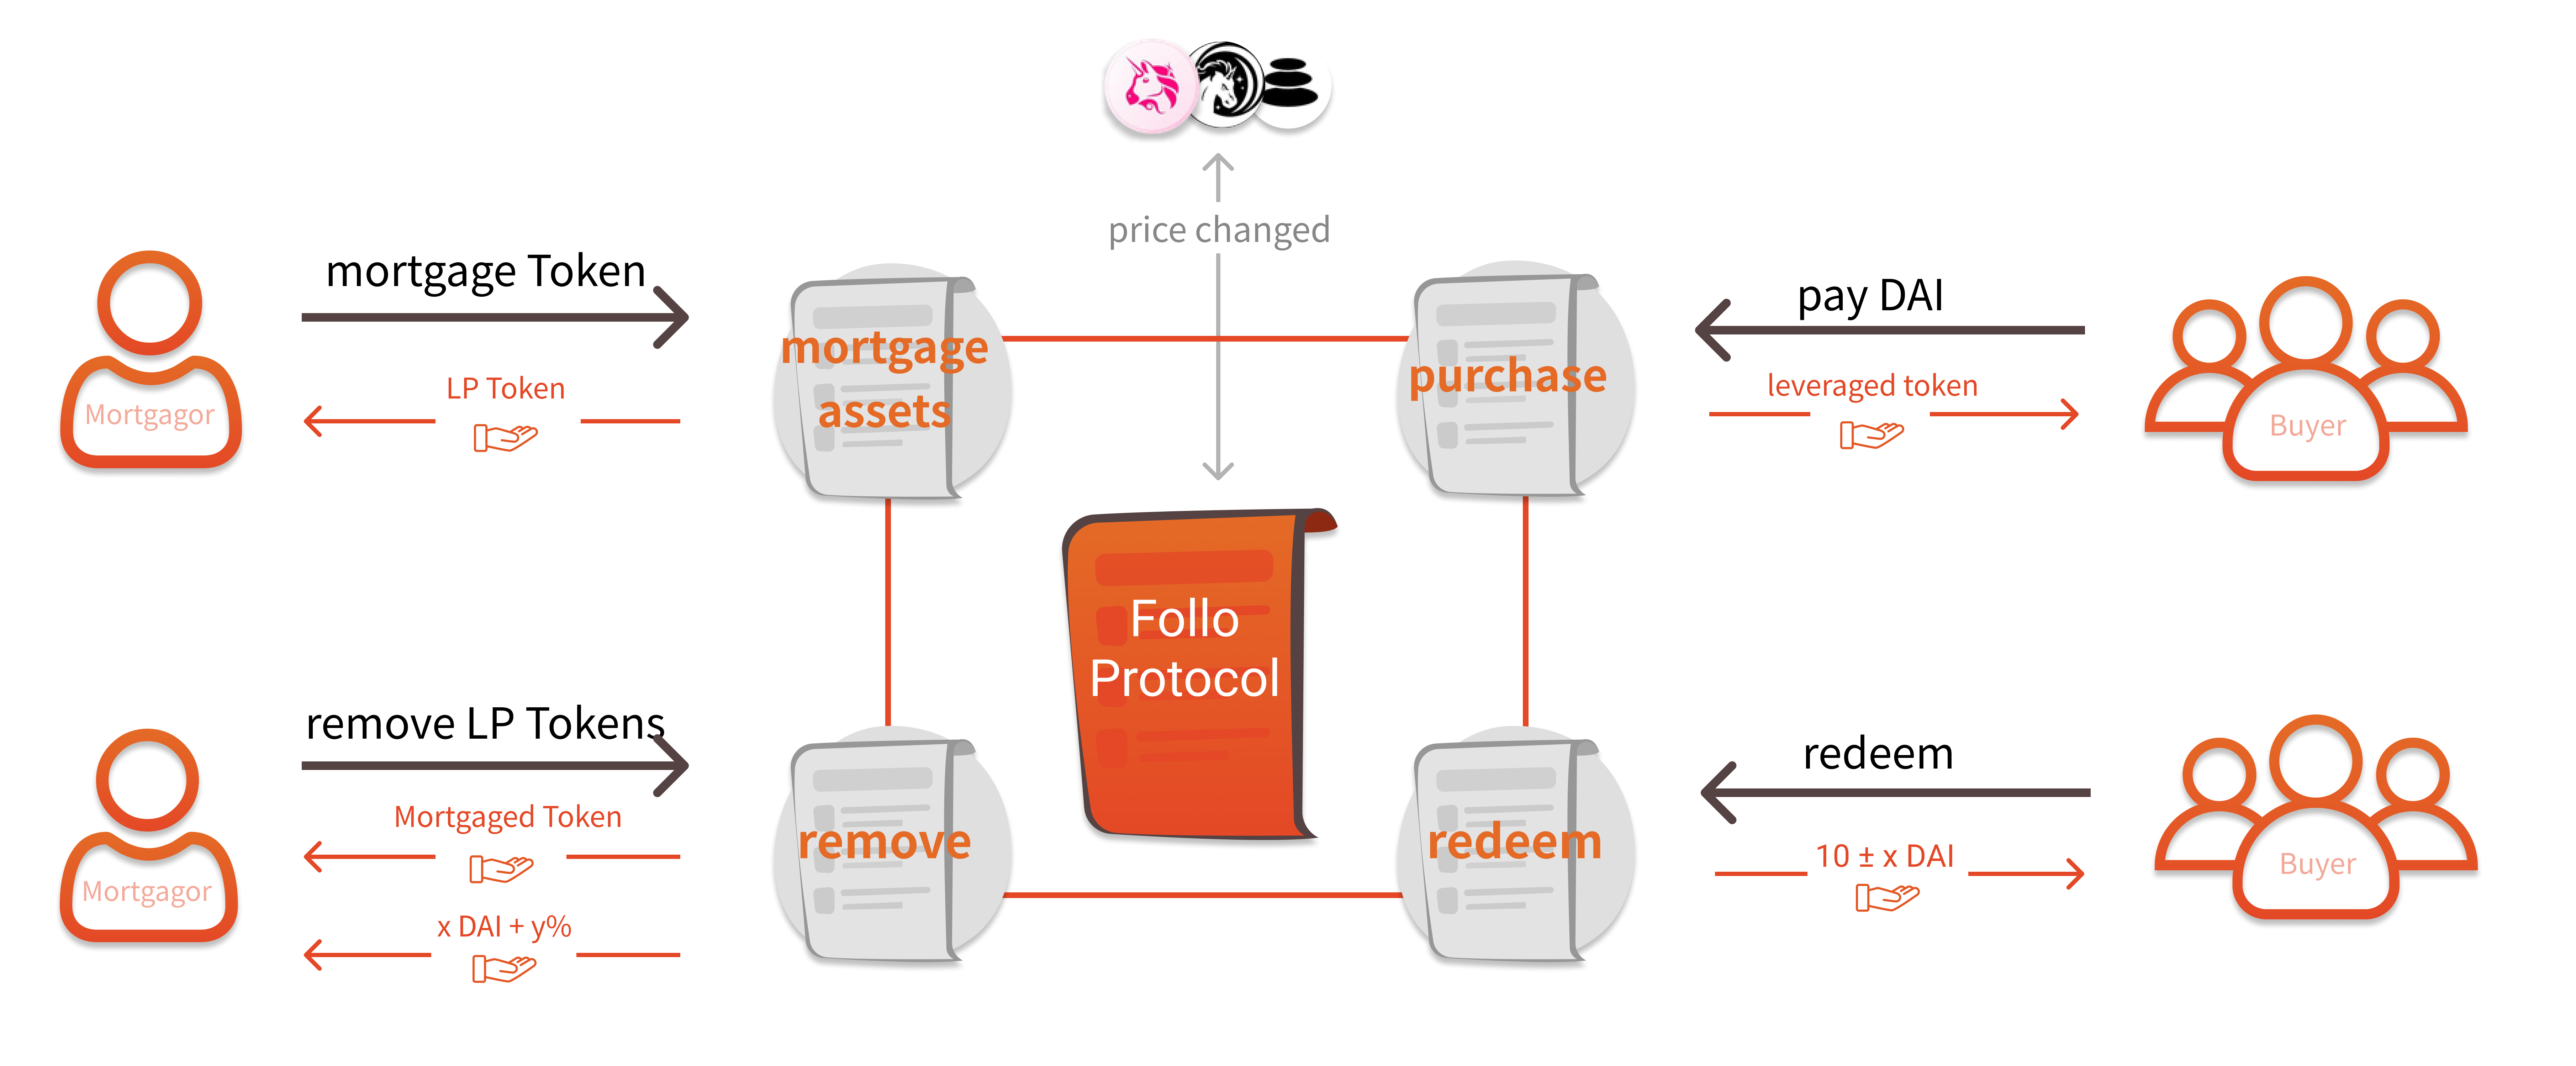 price changed
mortgage Token
LP Token
Mortgagor
mortgage
assets
purchase
pay DAI
leveraged token
Buyer
Follo
Protocol
remove LP Tokens
Mortgaged Token
x DAI + y%
Mortgagor
remove
redeem
redeem
10 ± x DAI
Buyer